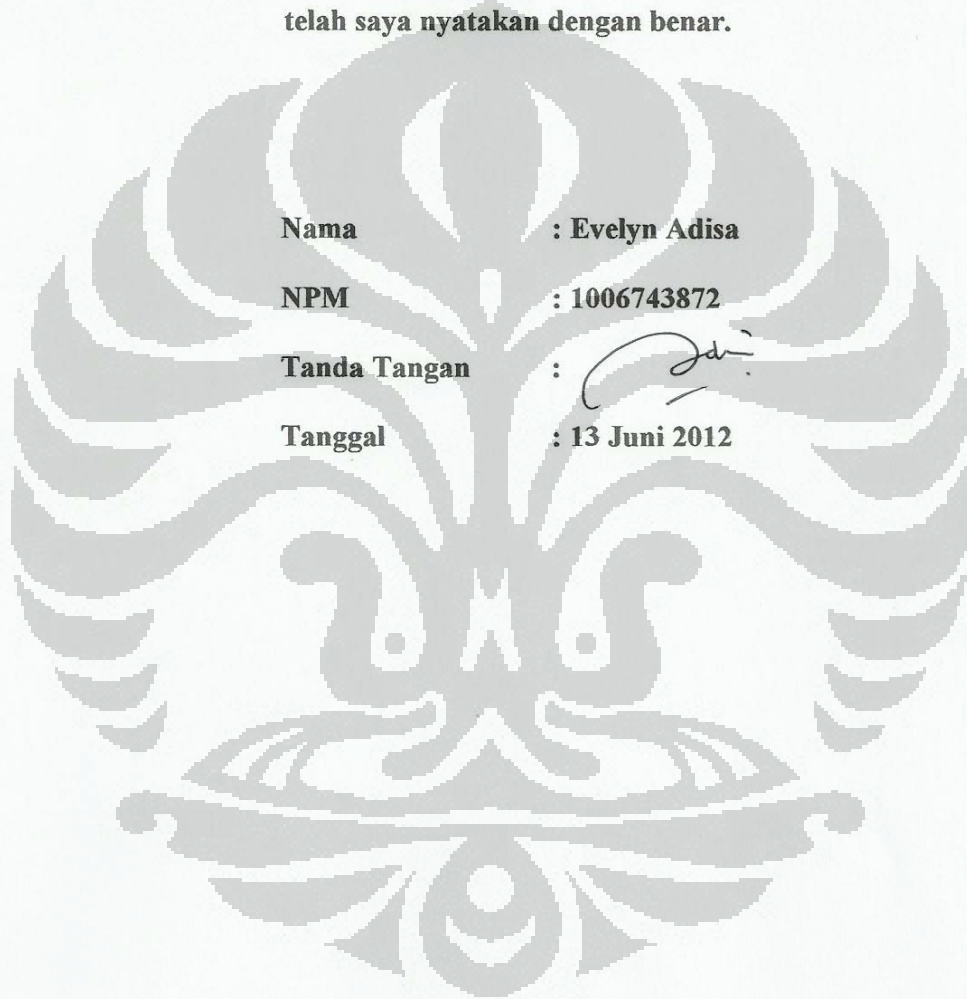 telah saya nyatakan dengan benar.
Nama : Evelyn Adisa
NPM : 1006743872
Tanda Tangan :
Tanggal : 13 Juni 2012